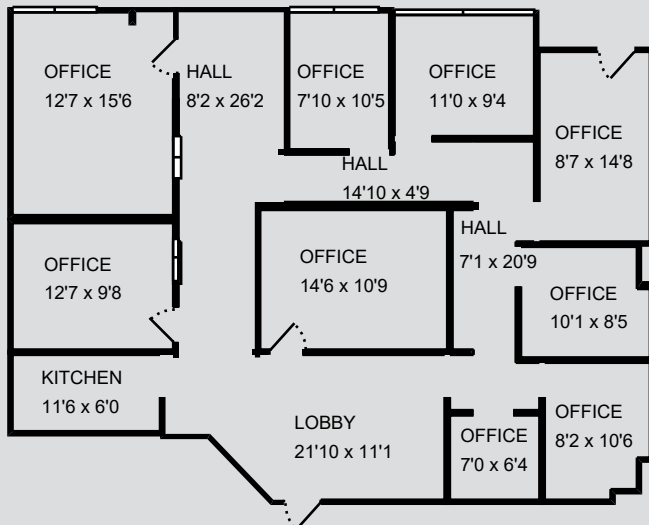 OFFICE
12'7 x 15'6
HALL
8'2 x 26'2
OFFICE
7'10 x 10'5
OFFICE
11'0 x 9'4
OFFICE
8'7 x 14'8
HALL
14'10 x 4'9
HALL
7'1 x 20'9
OFFICE
12'7 x 9'8
OFFICE
14'6 x 10'9
OFFICE
10'1 x 8'5
KITCHEN
11'6 x 6'0
LOBBY
21'10 x 11'1
OFFICE
7'0 x 6'4
OFFICE
8'2 x 10'6